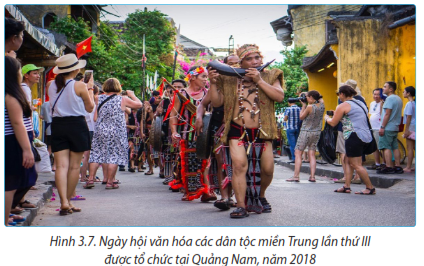 Hình 3.7. Ngày hội văn hóa các dân tộc miền Trung lần thứ III
được tổ chức tại Quảng Nam, năm 2018